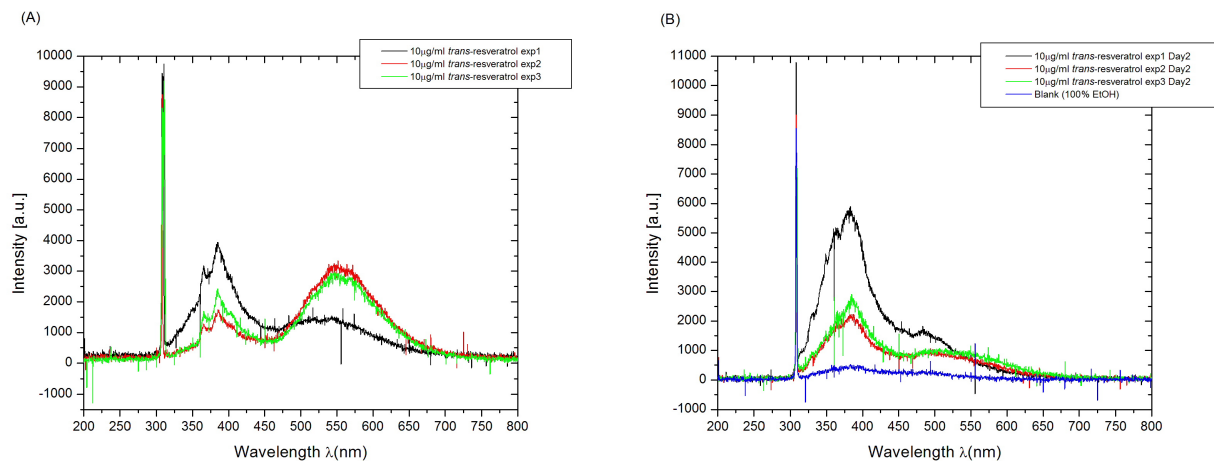 (A)
10µg/ml trans-resveratrol exp1
10µg/ml trans-resveratrol exp2
10µg/ml trans-resveratrol exp3
10000
9000
8000
7000
6000
5000
4000
3000
2000
1000
0
-1000
Intensity [a.u.]
200 250 300 350 400 450 500 550 600 650 700 750 800
Wavelength λ(nm)
(B)
10µg/ml trans-resveratrol exp1 Day2
10µg/ml trans-resveratrol exp2 Day2
10µg/ml trans-resveratrol exp3 Day2
Blank (100% EtOH)
11000
10000
9000
8000
7000
6000
5000
4000
3000
2000
1000
0
-1000
Intensity [a.u.]
200 250 300 350 400 450 500 550 600 650 700 750 800
Wavelength λ(nm)